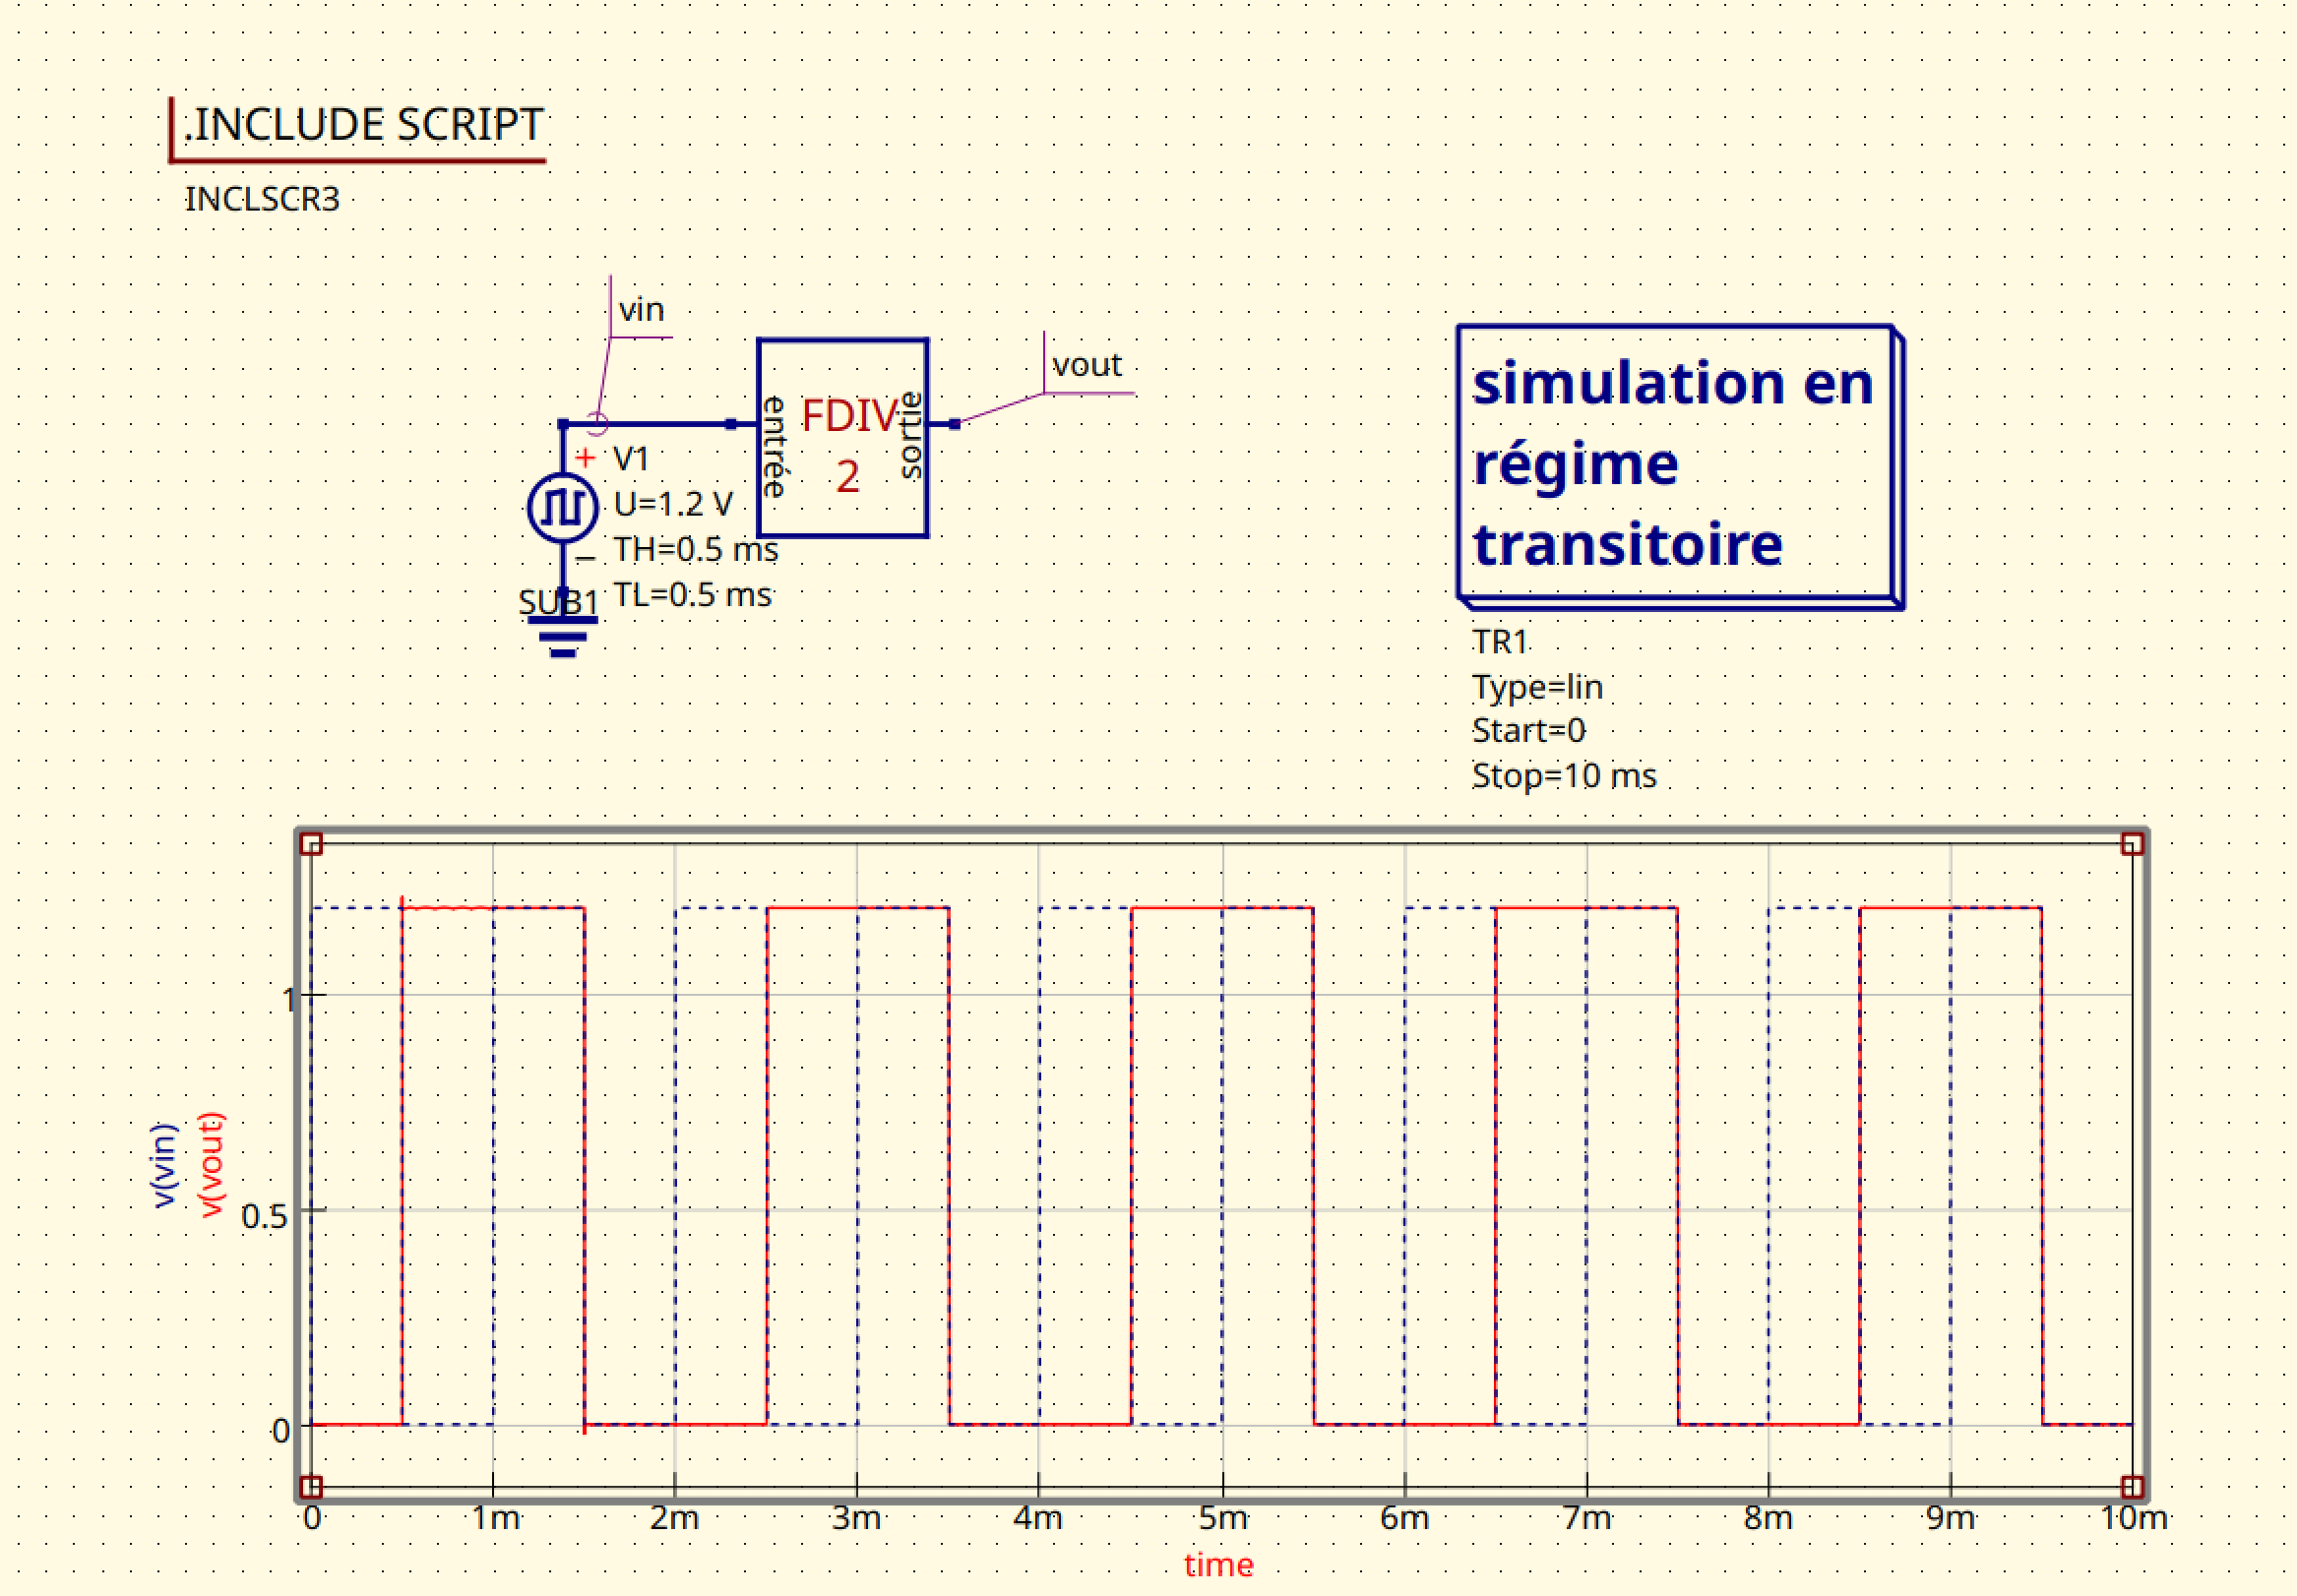 .INCLUDE SCRIPT
INCLSCR3
vin
vout
entrée
FDIV
2
sortie
+
V1
U=1.2 V
TH=0.5 ms
TL=0.5 ms
–
SUB1
simulation en
régime
transitoire
TR1
Type=lin
Start=0
Stop=10 ms
v(vin)
v(vout)
1
0.5
0
0 1m 2m 3m 4m 5m 6m 7m 8m 9m 10m
time